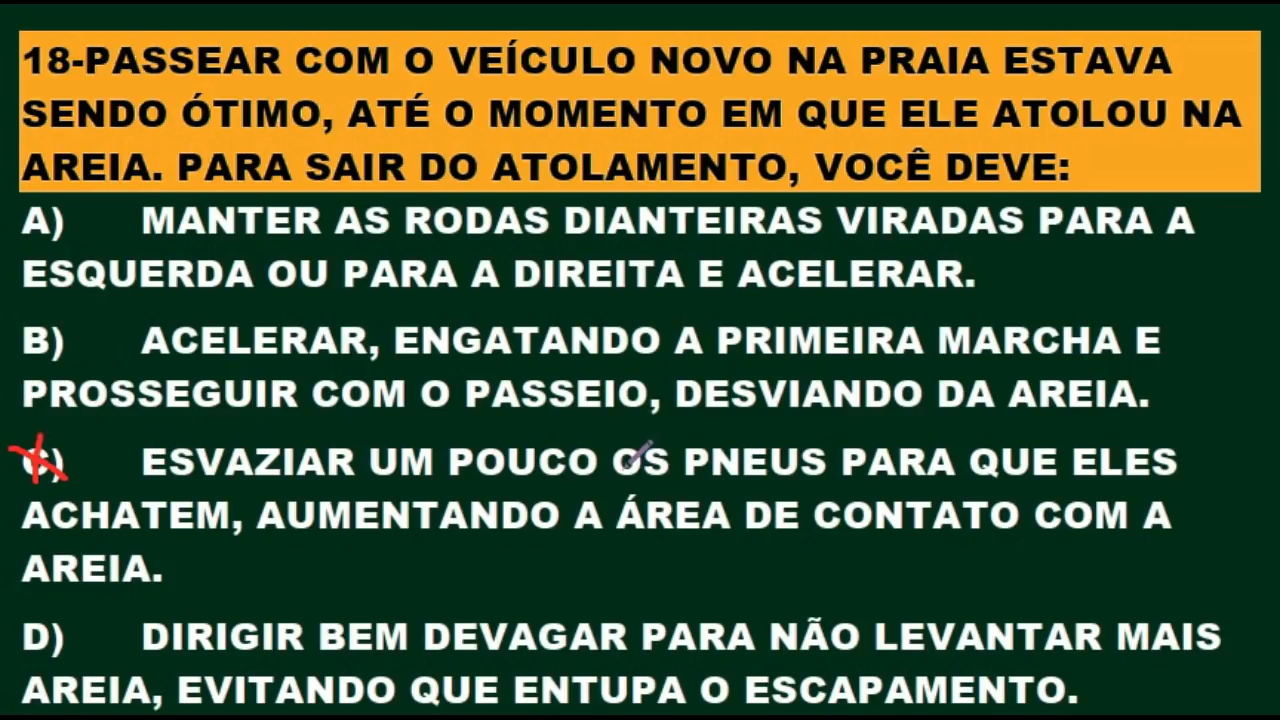 18-PASSEAR COM O VEÍCULO NOVO NA PRAIA ESTAVA
SENDO ÓTIMO, ATÉ O MOMENTO EM QUE ELE ATOLOU NA
AREIA. PARA SAIR DO ATOLAMENTO, VOCÊ DEVE:
A) MANTER AS RODAS DIANTEIRAS VIRADAS PARA A
ESQUERDA OU PARA A DIREITA E ACELERAR.
B) ACELERAR, ENGATANDO A PRIMEIRA MARCHA E
PROSSEGUIR COM O PASSEIO, DESVIANDO DA AREIA.
C) ESVAZIAR UM POUCO OS PNEUS PARA QUE ELES
ACHATEM, AUMENTANDO A ÁREA DE CONTATO COM A
AREIA.
D) DIRIGIR BEM DEVAGAR PARA NÃO LEVANTAR MAIS
AREIA, EVITANDO QUE ENTUPA O ESCAPAMENTO.